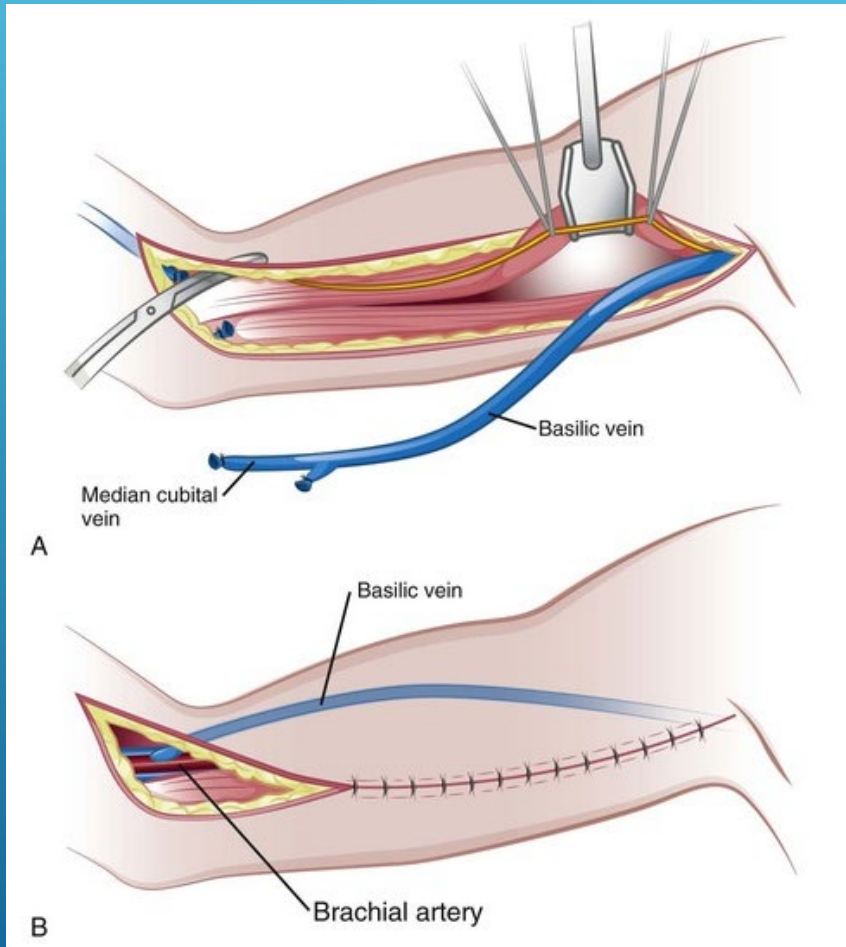 Basilic vein
Median cubital
vein
A
Basilic vein
Brachial artery
B